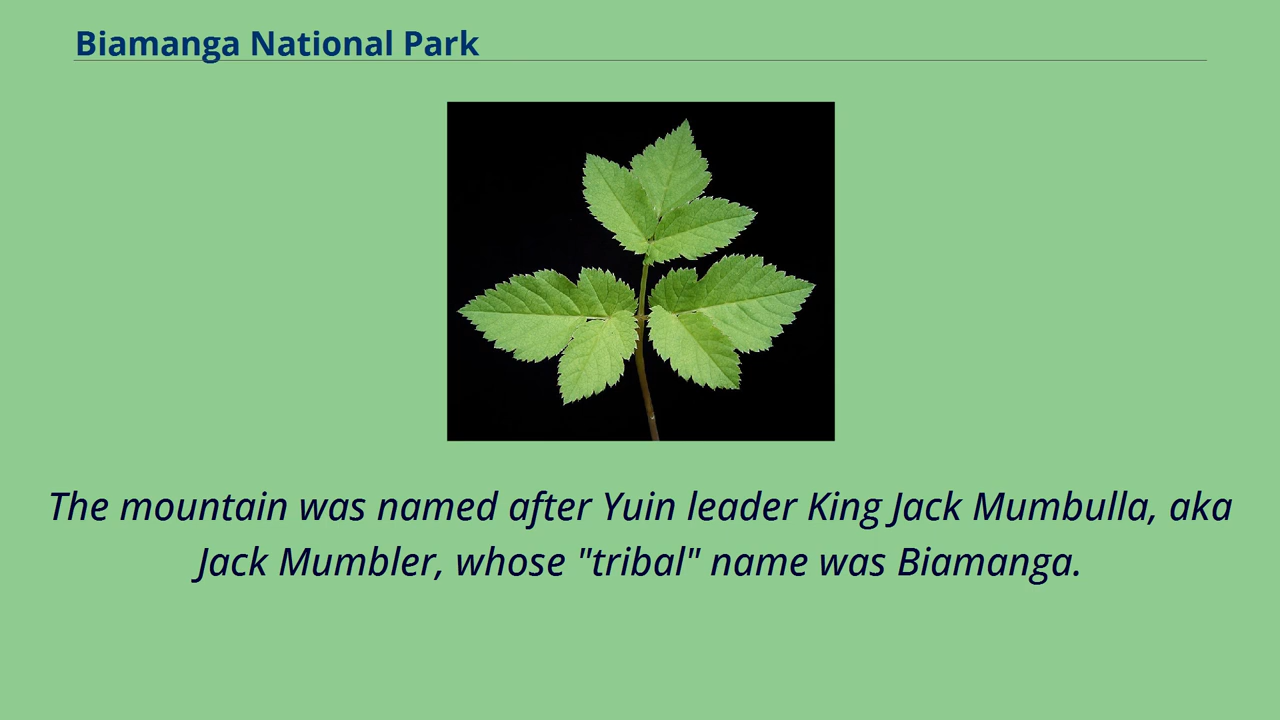 Biamanga National Park
The mountain was named after Yuin leader King Jack Mumbulla, aka
Jack Mumbler, whose "tribal" name was Biamanga.